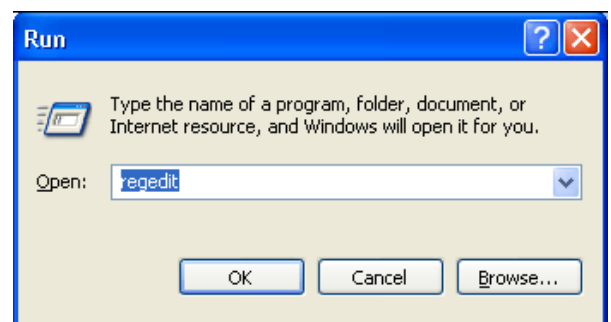 Run
Type the name of a program, folder, document, or
Internet resource, and Windows will open it for you.
Open: regedit
OK Cancel Browse...